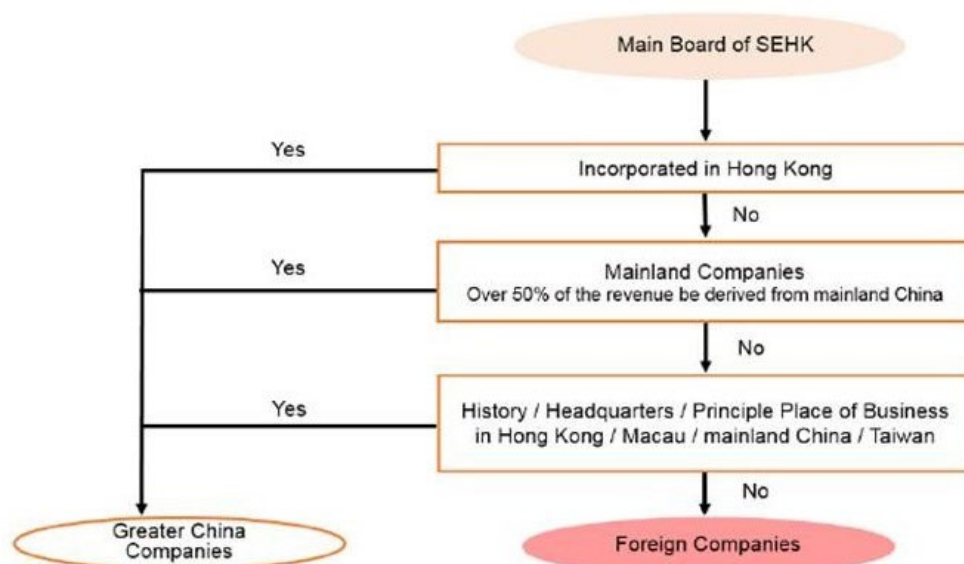 Main Board of SEHK
Yes
Incorporated in Hong Kong
No
Yes
Mainland Companies
Over 50% of the revenue be derived from mainland China
No
Yes
History / Headquarters / Principle Place of Business
in Hong Kong / Macau / mainland China / Taiwan
No
Greater China
Companies
Foreign Companies